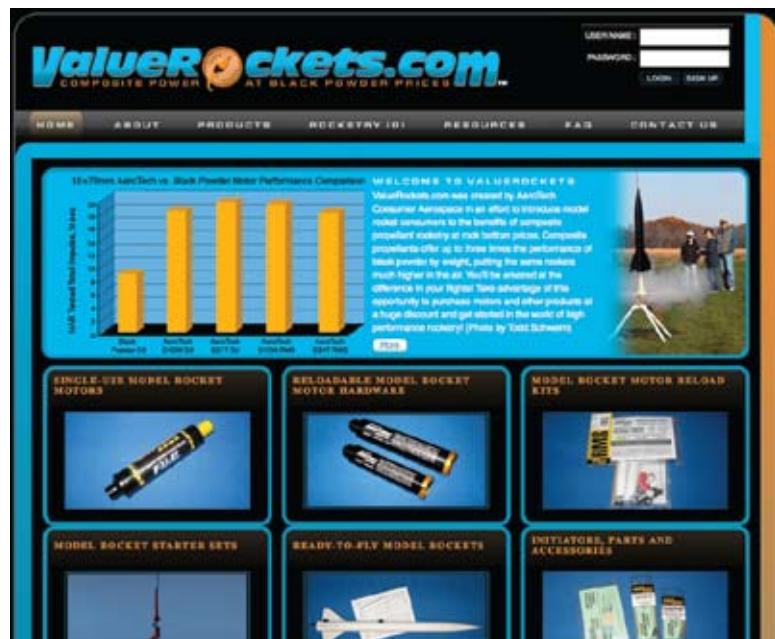 USER NAME :
ValueRockets.com
PASSWORD :
COMPOSITE POWER AT BLACK POWDER PRICES
LOGIN SIGN UP
HOME ABOUT PRODUCTS ROCKETRY 101 RESOURCES FAQ CONTACT US
AeroTech vs. Black Powder Motor Performance Comparison
WELCOME TO VALUEROCKETS
ValueRockets.com was created by AeroTech
Consumer Aerospace in an effort to introduce model
rocket consumers to the benefits of composite
propellant rocketry at rock bottom prices. Composite
propellants offer up to three times the performance of
black powder by weight, putting the same rockets
much higher in the air. You'll be amazed at the
difference in your flights! Take advantage of this
opportunity to purchase motors and other products at
a huge discount and get started in the world of high
performance rocketry! (Photo by Todd Schweim)
More
SINGLE-USE MODEL ROCKET
MOTORS
RELOADABLE MODEL ROCKET
MOTOR HARDWARE
MODEL ROCKET MOTOR RELOAD
KITS
RMS
MODEL ROCKET STARTER SETS
READY-TO-FLY MODEL ROCKETS
INITIATORS, PARTS AND
ACCESSORIES